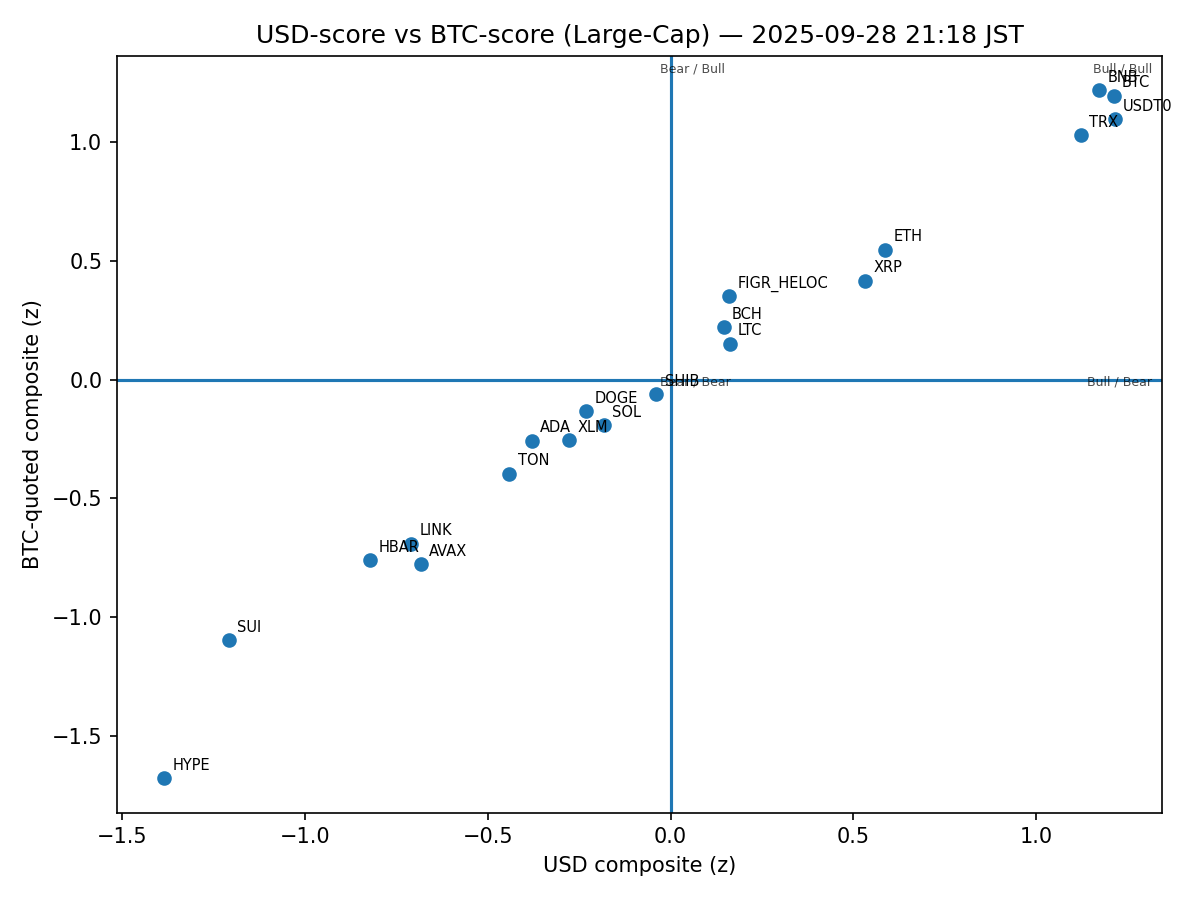 USD-score vs BTC-score (Large-Cap) — 2025-09-28 21:18 JST
Bear / Bull
Bull / Bull
BNB
BTC
USDT0
TRX
ETH
XRP
FIGR_HELOC
BCH
LTC
SHIB
Bear / Bear
Bull / Bear
DOGE
SOL
ADA
XLM
TON
LINK
HBAR
AVAX
SUI
HYPE
1.0
0.5
0.0
−0.5
−1.0
−1.5
BTC-quoted composite (z)
−1.5
−1.0
−0.5
0.0
0.5
1.0
USD composite (z)